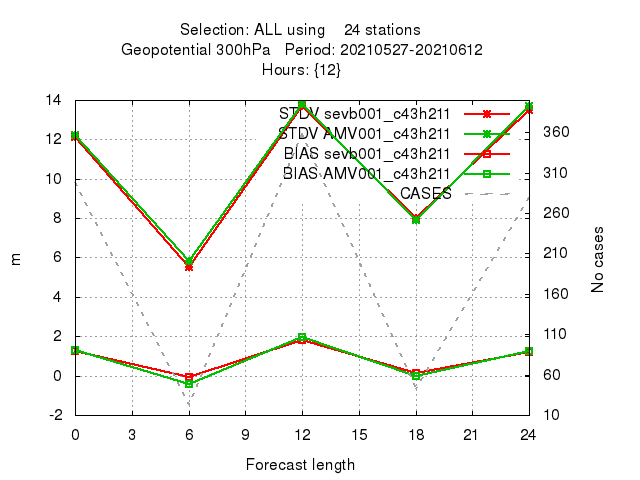 Selection: ALL using 24 stations
Geopotential 300hPa Period: 20210527-20210612
Hours: {12}
STDV sevb001_c43h211
STDV AMV001_c43h211
BIAS sevb001_c43h211
BIAS AMV001_c43h211
CASES
14
12
10
8
6
4
2
0
-2
m
360
310
260
210
160
110
60
10
No cases
0 3 6 9 12 15 18 21 24
Forecast length